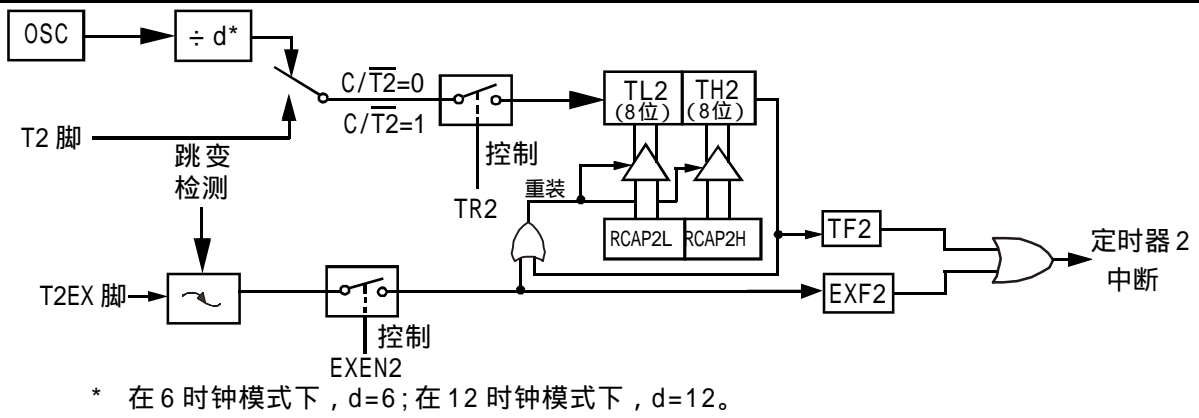 OSC
÷ d*
C/T2=0
C/T2=1
T2 脚
跳变
检测
控制
TR2
TL2
(8位)
TH2
(8位)
重装
RCAP2L
RCAP2H
TF2
定时器 2
中断
T2EX 脚
EXF2
控制
EXEN2
* 在 6 时钟模式下，d=6；在 12 时钟模式下，d=12。